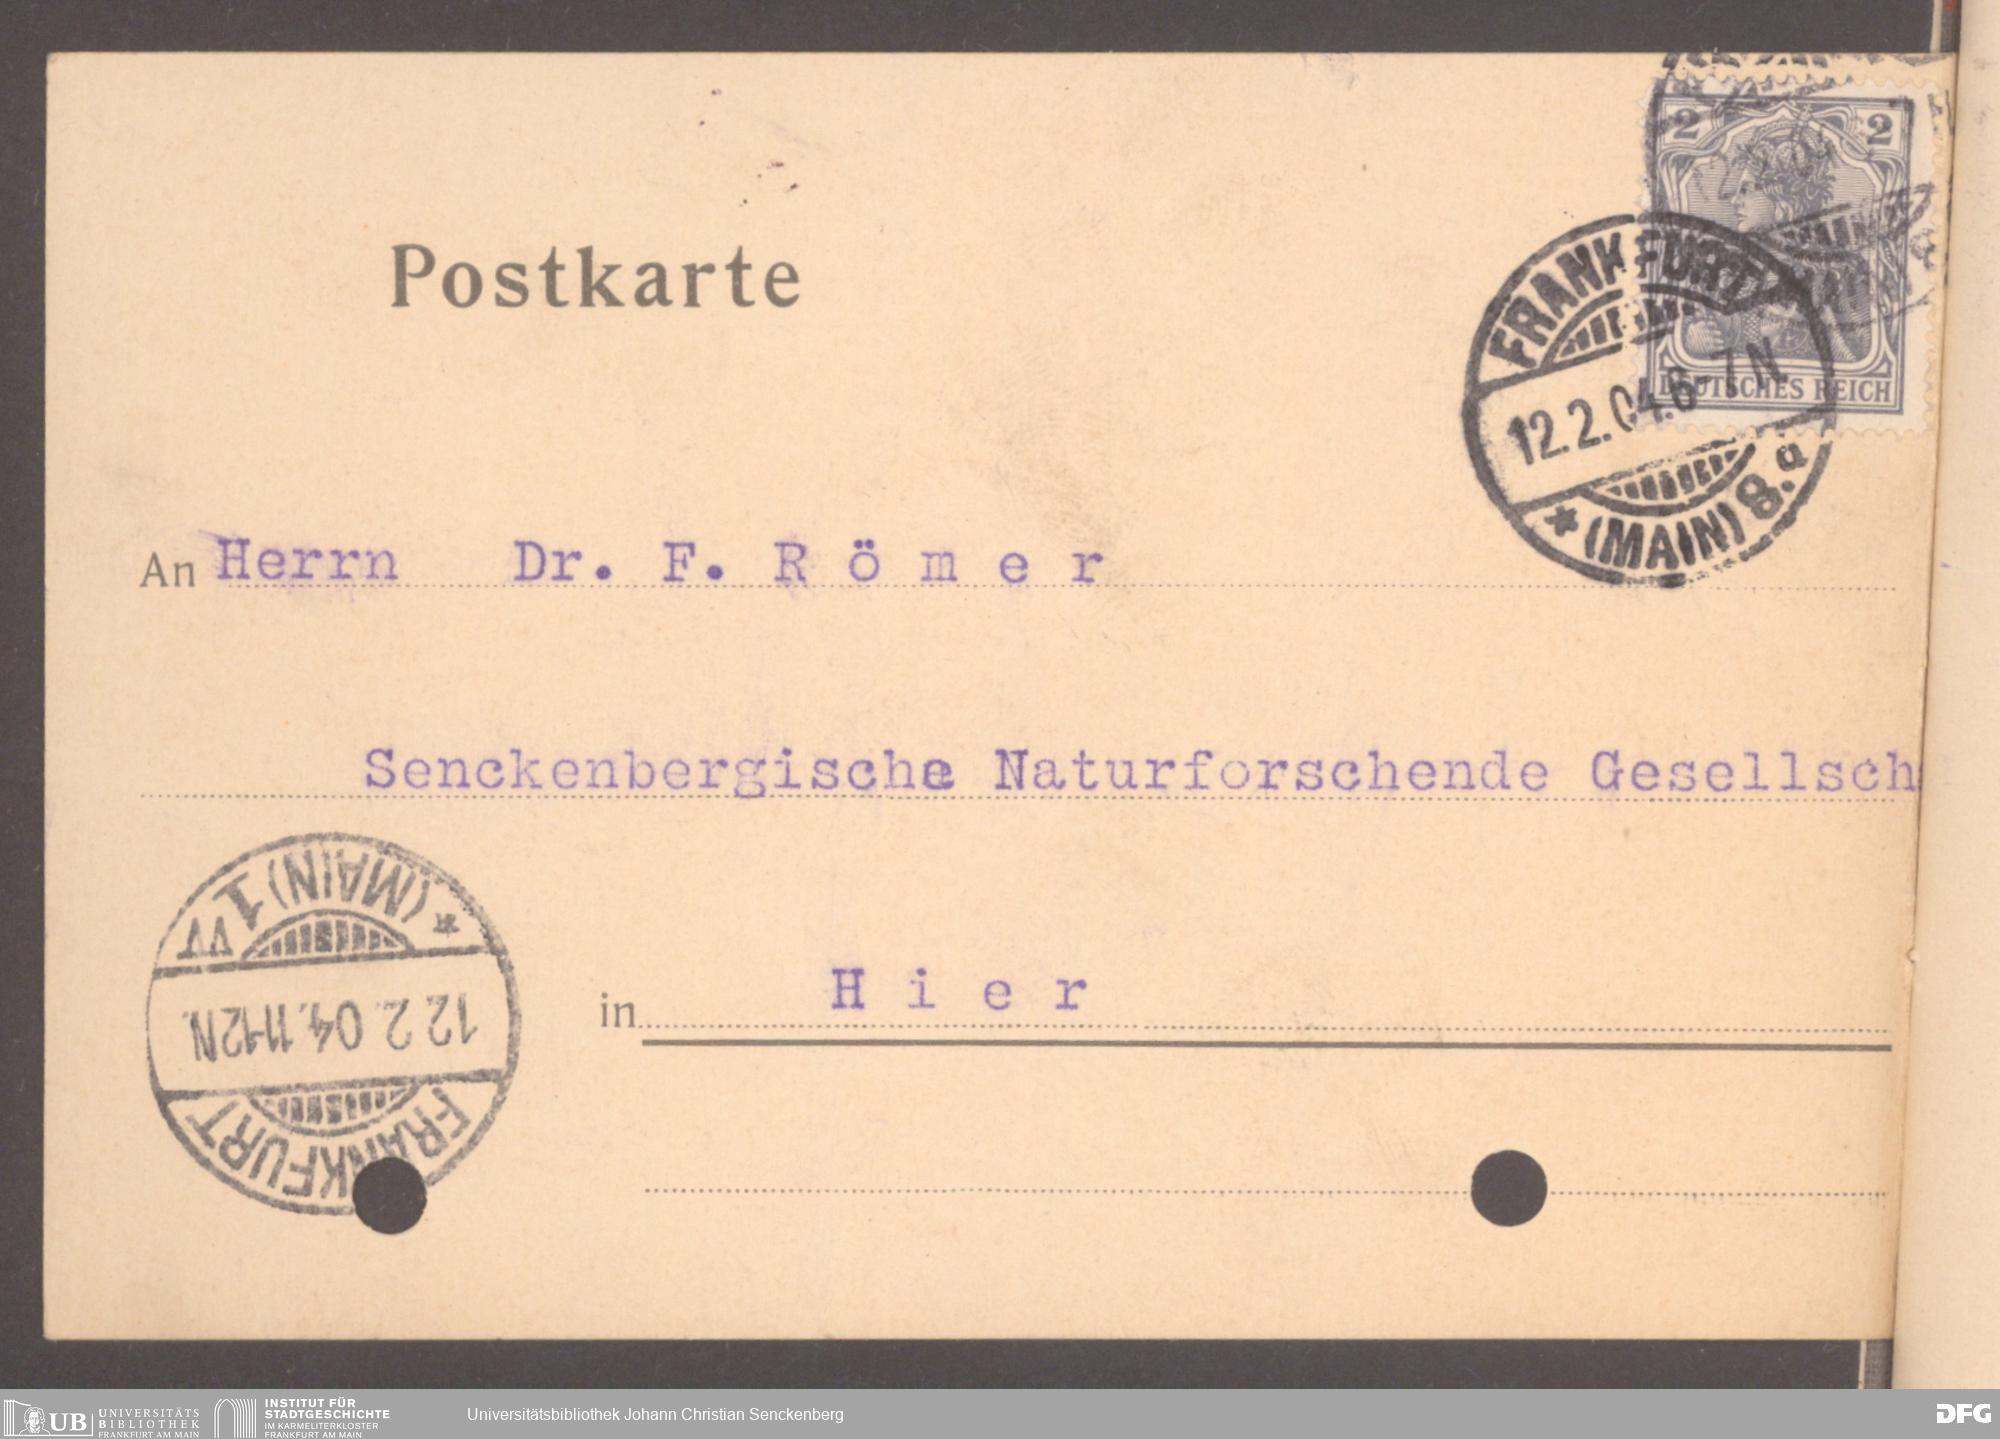 2 2
DEUTSCHES REICH
FRANKFURT
12.2.04.6-7N.
* (MAIN) 8.a
Postkarte
An Herrn Dr. F. Römer
Senckenbergische Naturforschende Gesellsch
* (MAIN) 1
12.2.04.11-12N.
FRANKFURT
in Hier
UB UNIVERSITÄTS
BIBLIOTHEK
FRANKFURT AM MAIN
INSTITUT FÜR
STADTGESCHICHTE
IM KARMELITERKLOSTER
FRANKFURT AM MAIN
Universitätsbibliothek Johann Christian Senckenberg
DFG